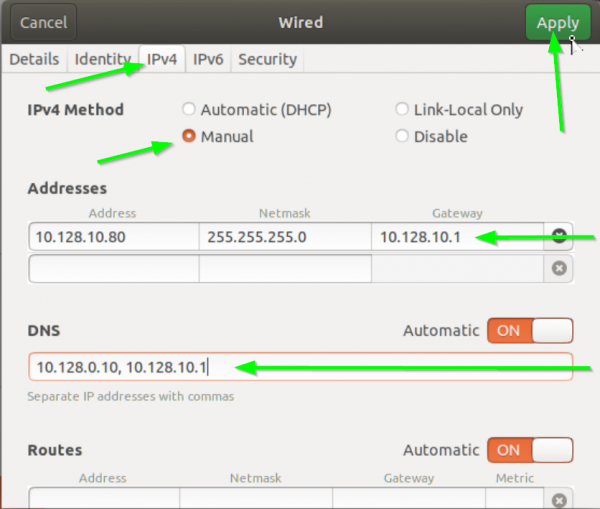 Cancel Wired Apply
Details Identity IPv4 IPv6 Security
IPv4 Method Automatic (DHCP) Link-Local Only
Manual Disable
Addresses
Address Netmask Gateway
10.128.10.80 255.255.255.0 10.128.10.1
DNS Automatic ON
10.128.0.10, 10.128.10.1
Separate IP addresses with commas
Routes Automatic ON
Address Netmask Gateway Metric